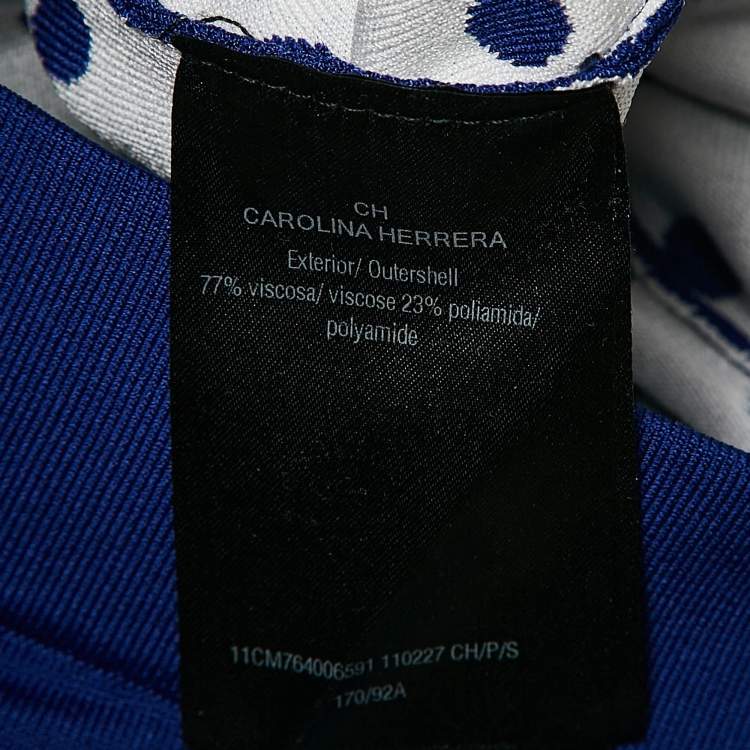 CH
CAROLINA HERRERA
Exterior/ Outershell
77% viscosa/ viscose 23% poliamida/
polyamide
11CM764006591 110227 CH/P/S
170/92A